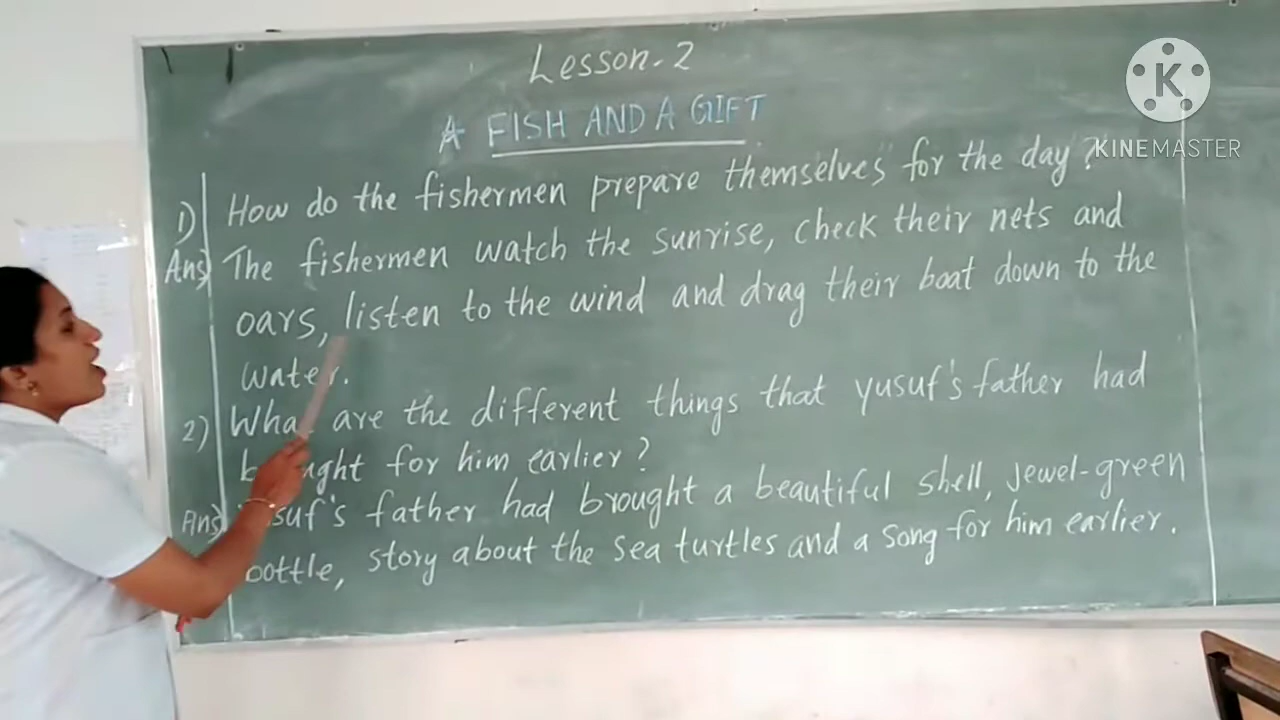 Lesson-2
A FISH AND A GIFT
1) How do the fishermen prepare themselves for the day?
Ans) The fishermen watch the sunrise, check their nets and
oars, listen to the wind and drag their boat down to the
water.
2) What are the different things that yusuf's father had
brought for him earlier?
Ans) Yusuf's father had brought a beautiful shell, jewel-green
bottle, story about the sea turtles and a song for him earlier.
K
KINEMASTER